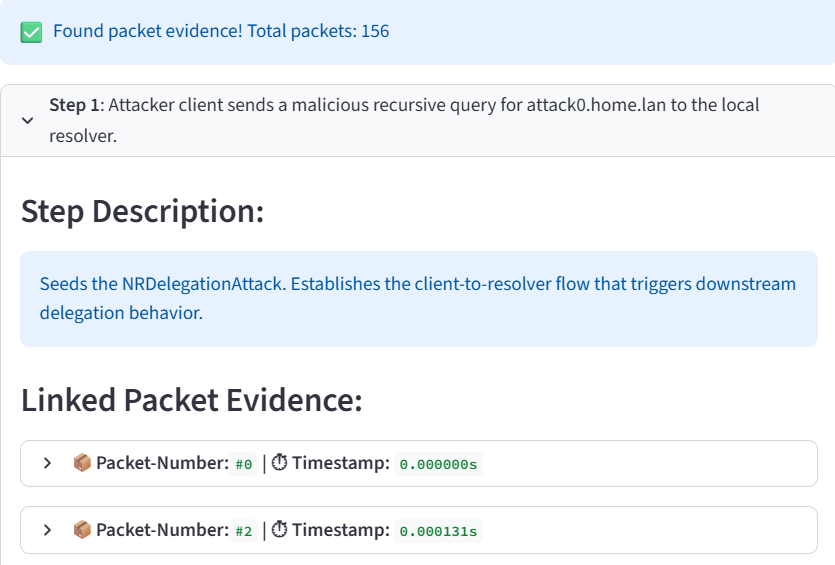 ✅ Found packet evidence! Total packets: 156
Step 1: Attacker client sends a malicious recursive query for attack0.home.lan to the local
resolver.
Step Description:
Seeds the NRDelegationAttack. Establishes the client-to-resolver flow that triggers downstream
delegation behavior.
Linked Packet Evidence:
📦 Packet-Number: #0 | ⏱ Timestamp: 0.000000s
📦 Packet-Number: #2 | ⏱ Timestamp: 0.000131s